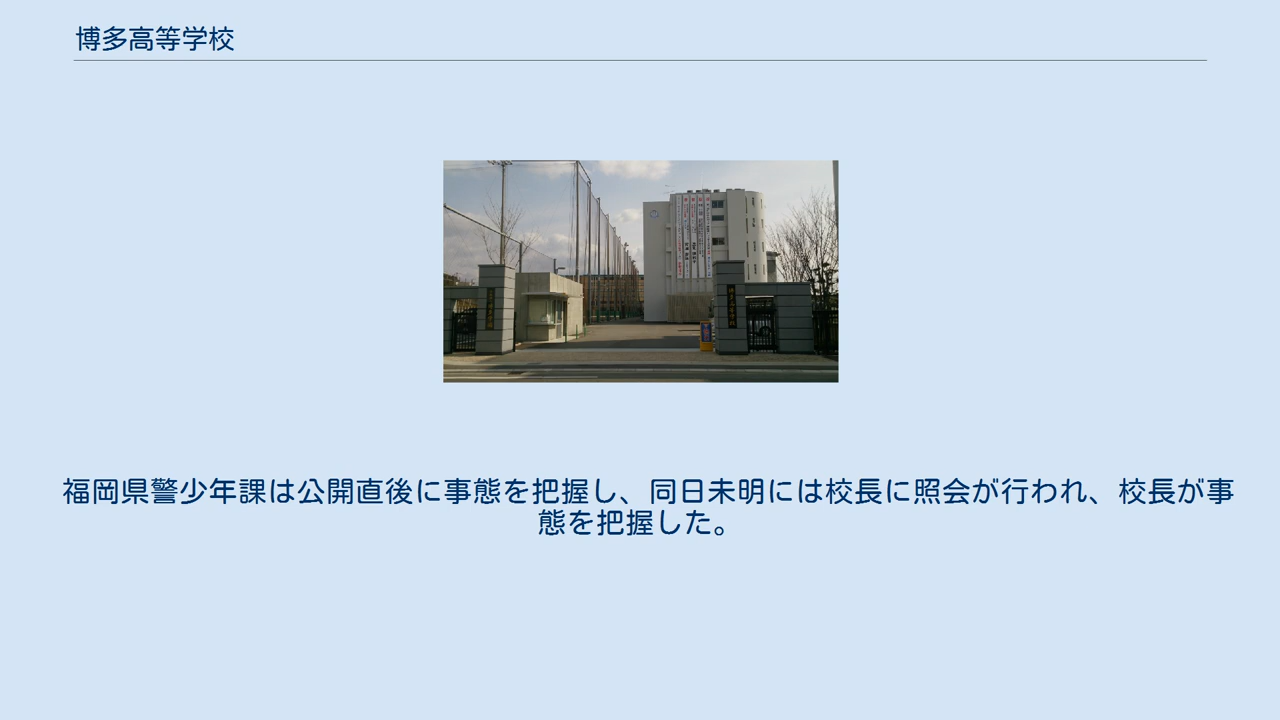 博多高等学校
福岡県警少年課は公開直後に事態を把握し、同日未明には校長に照会が行われ、校長が事
態を把握した。